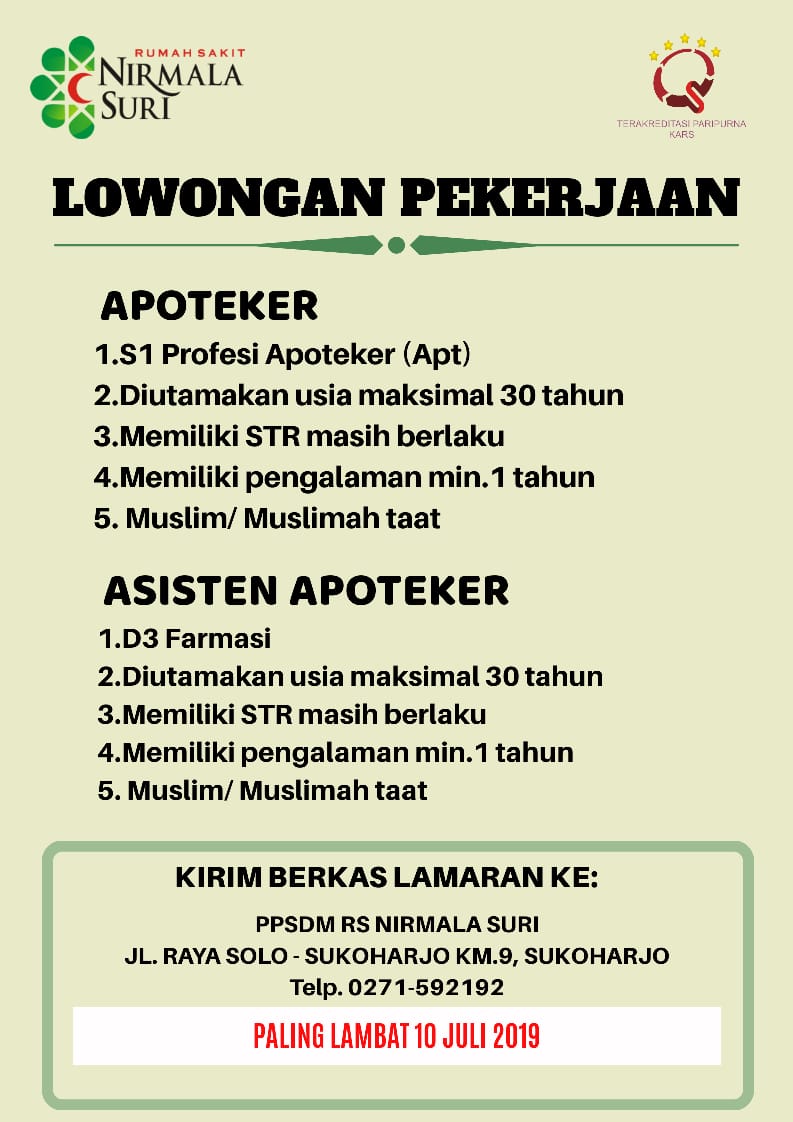 RUMAH SAKIT
NIRMALA
SURI
TERAKREDITASI PARIPURNA
KARS
LOWONGAN PEKERJAAN
APOTEKER
1.S1 Profesi Apoteker (Apt)
2.Diutamakan usia maksimal 30 tahun
3.Memiliki STR masih berlaku
4.Memiliki pengalaman min.1 tahun
5. Muslim/ Muslimah taat
ASISTEN APOTEKER
1.D3 Farmasi
2.Diutamakan usia maksimal 30 tahun
3.Memiliki STR masih berlaku
4.Memiliki pengalaman min.1 tahun
5. Muslim/ Muslimah taat
KIRIM BERKAS LAMARAN KE:
PPSDM RS NIRMALA SURI
JL. RAYA SOLO - SUKOHARJO KM.9, SUKOHARJO
Telp. 0271-592192
PALING LAMBAT 10 JULI 2019